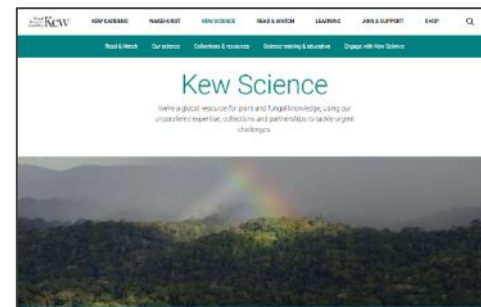 Kew
KEW GARDENS WAKEHURST KEW SCIENCE READ & WATCH LEARNING JOIN & SUPPORT SHOP
Read & Watch Our science Collections & resources Science training & education Engage with Kew Science
Kew Science
We're a global resource for plant and fungal knowledge, using our
unparalleled expertise, collections and partnerships to tackle urgent
challenges.